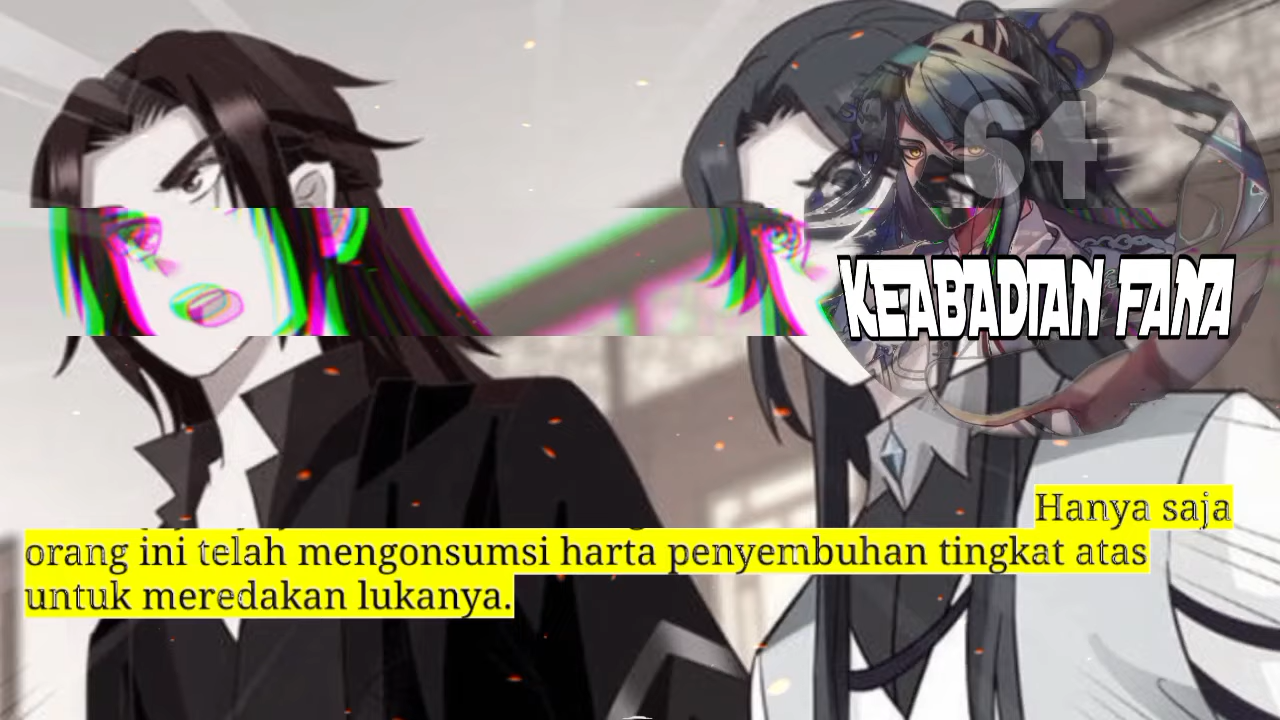 64
KEABADIAN FANA
Hanya saja
orang ini telah mengonsumsi harta penyembuhan tingkat atas
untuk meredakan lukanya.